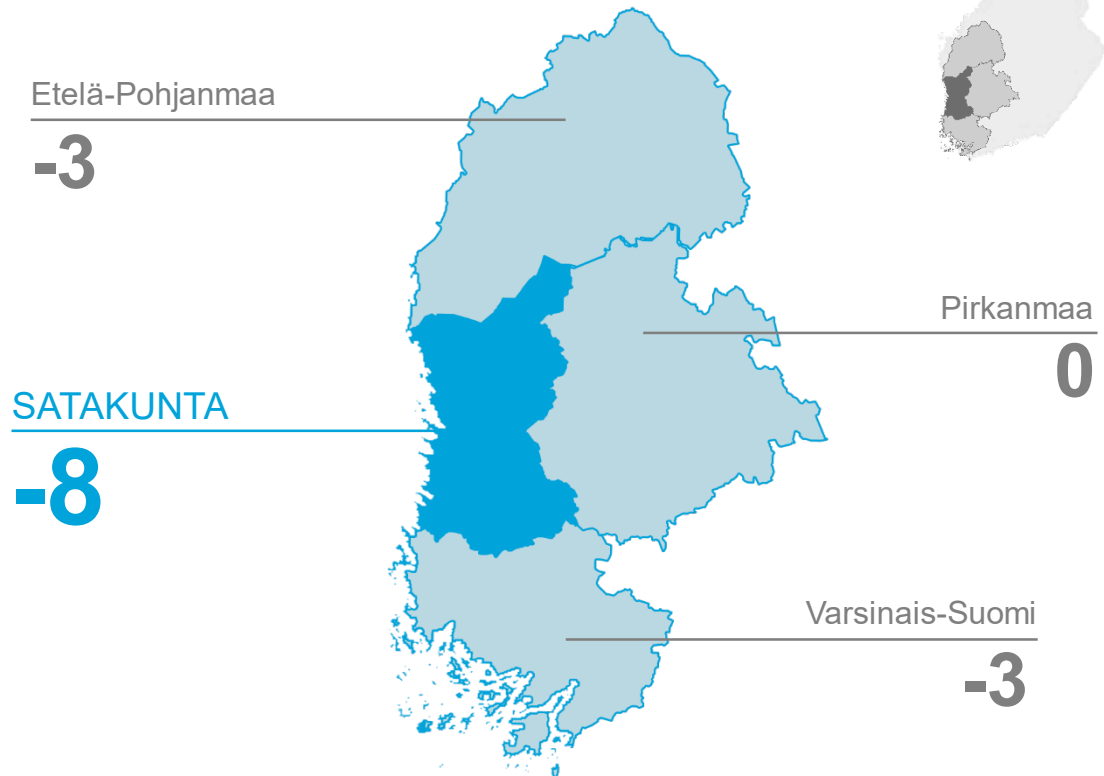 Etelä-Pohjanmaa
-3
Pirkanmaa
0
SATAKUNTA
-8
Varsinais-Suomi
-3